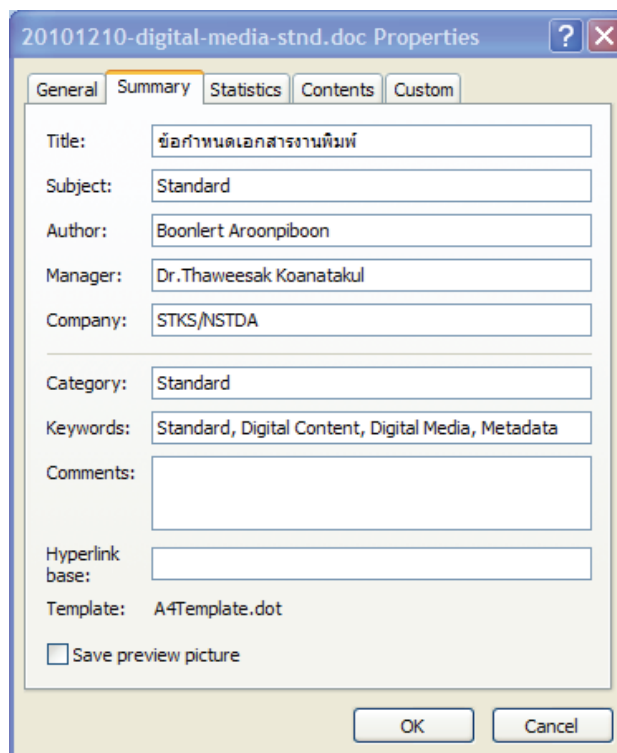 20101210-digital-media-stnd.doc Properties
General Summary Statistics Contents Custom
Title: ข้อกำหนดเอกสารงานพิมพ์
Subject: Standard
Author: Boonlert Aroonpiboon
Manager: Dr.Thaweesak Koanatakul
Company: STKS/NSTDA
Category: Standard
Keywords: Standard, Digital Content, Digital Media, Metadata
Comments:
Hyperlink
base:
Template: A4Template.dot
Save preview picture
OK Cancel